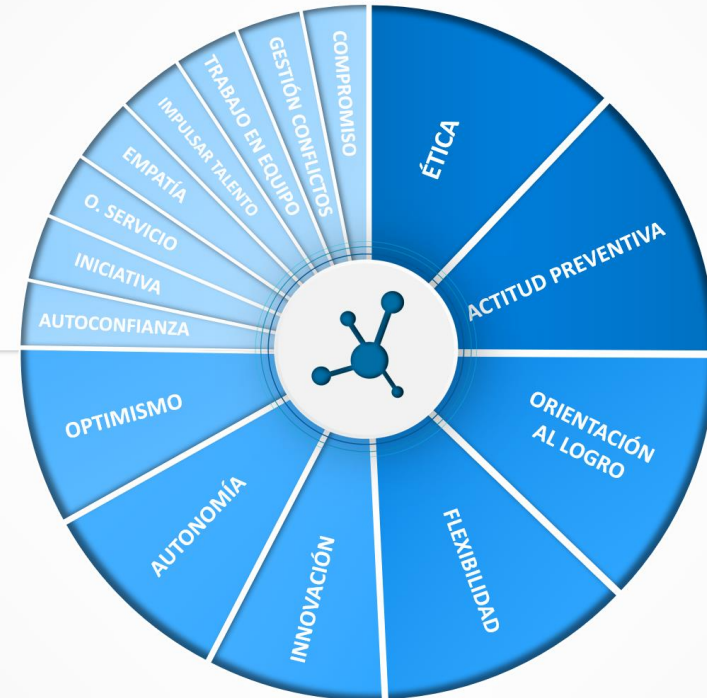 ÉTICA
ACTITUD PREVENTIVA
ORIENTACIÓN
AL LOGRO
FLEXIBILIDAD
INNOVACIÓN
AUTONOMÍA
OPTIMISMO
AUTOCONFIANZA
INICIATIVA
O. SERVICIO
EMPATÍA
IMPULSAR TALENTO
TRABAJO EN EQUIPO
GESTIÓN CONFLICTOS
COMPROMISO